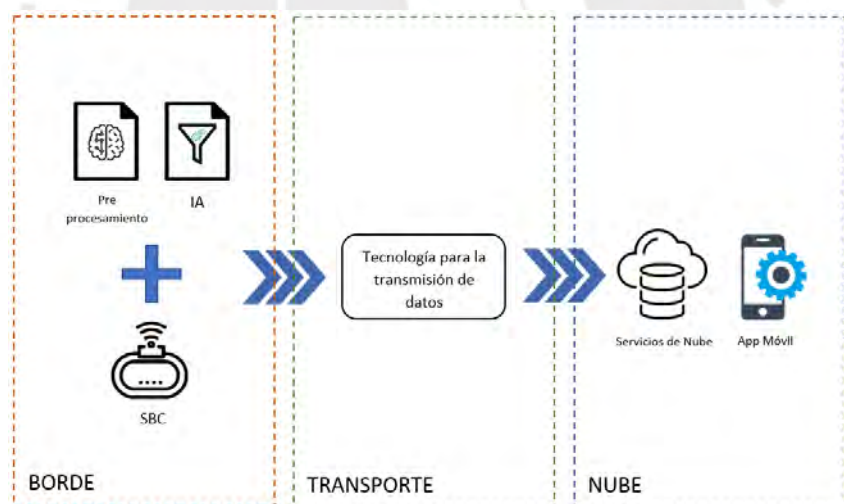 Pre
procesamiento
IA
SBC
BORDE
Tecnología para la
transmisión de
datos
TRANSPORTE
Servicios de Nube
App Móvil
NUBE